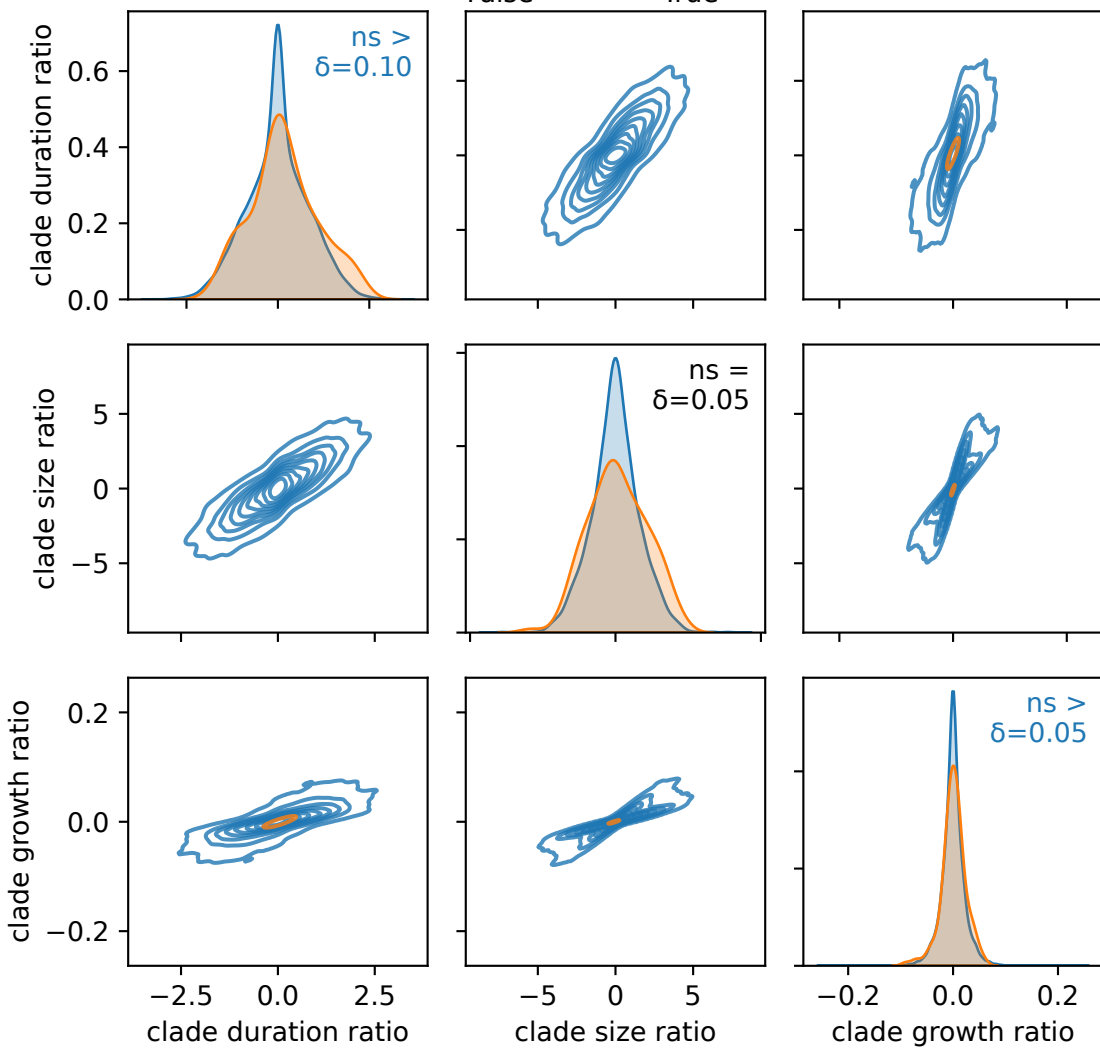 clade duration ratio
0.6
0.4
0.2
0.0
ns >
δ=0.10
clade size ratio
5
0
−5
ns =
δ=0.05
clade growth ratio
0.2
0.0
−0.2
ns >
δ=0.05
−2.5 0.0 2.5
−5 0 5
−0.2 0.0 0.2
clade duration ratio
clade size ratio
clade growth ratio